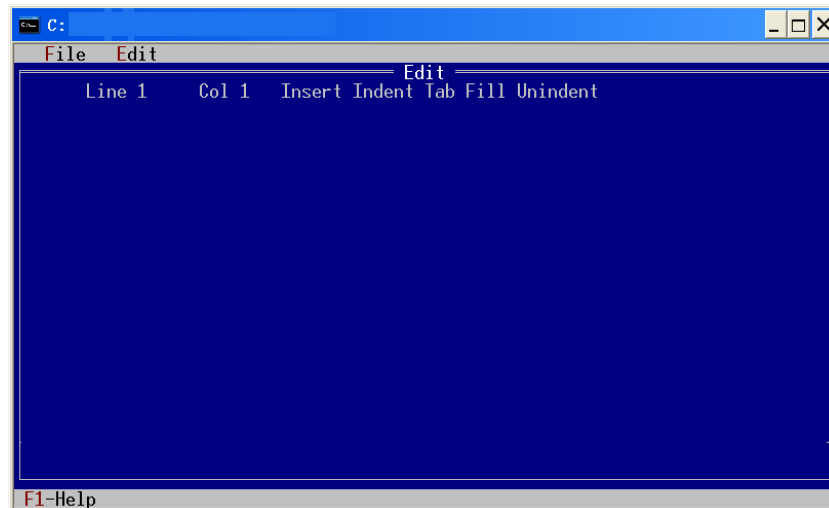 C:
File Edit
Edit
Line 1 Col 1 Insert Indent Tab Fill Unindent
F1-Help